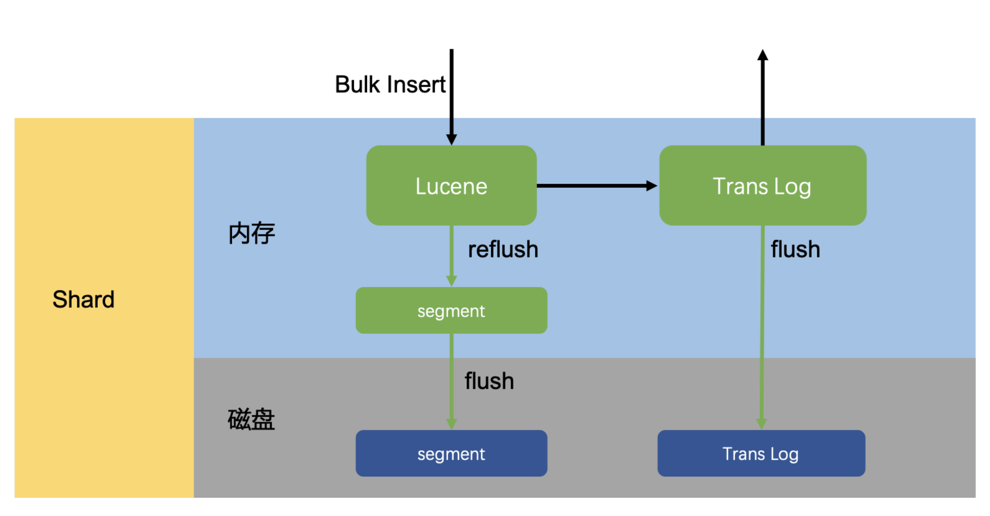 Bulk Insert
Lucene
Trans Log
内存
reflush
flush
Shard
segment
flush
磁盘
segment
Trans Log